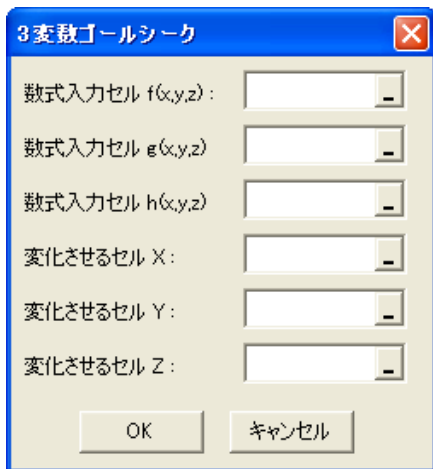 3変数ゴールシーク
数式入力セル f(x,y,z) :
数式入力セル g(x,y,z)
数式入力セル h(x,y,z)
変化させるセル X :
変化させるセル Y :
変化させるセル Z :
OK キャンセル